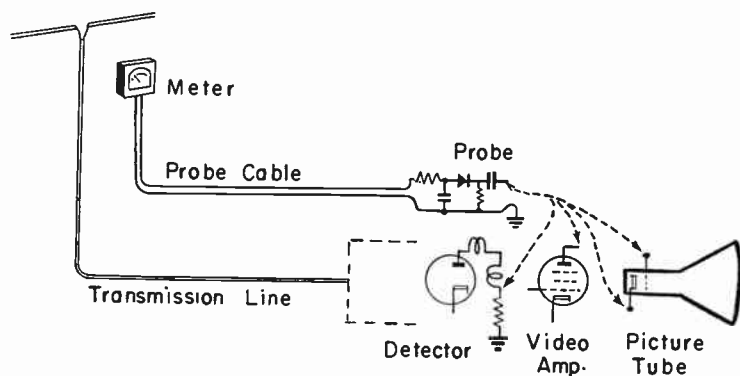 Meter
Probe
Probe Cable
Transmission Line
Detector
Video
Amp.
Picture
Tube